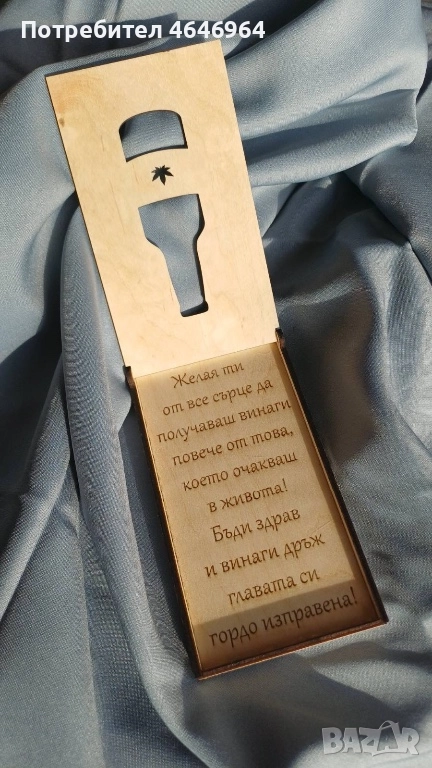 Потребител 4646964
Желая ти
от все сърце да
получаваш винаги
повече от това,
което очакваш
в живота!
Бъди здрав
и винаги дръж
главата си
гордо изправена!
BAZAR